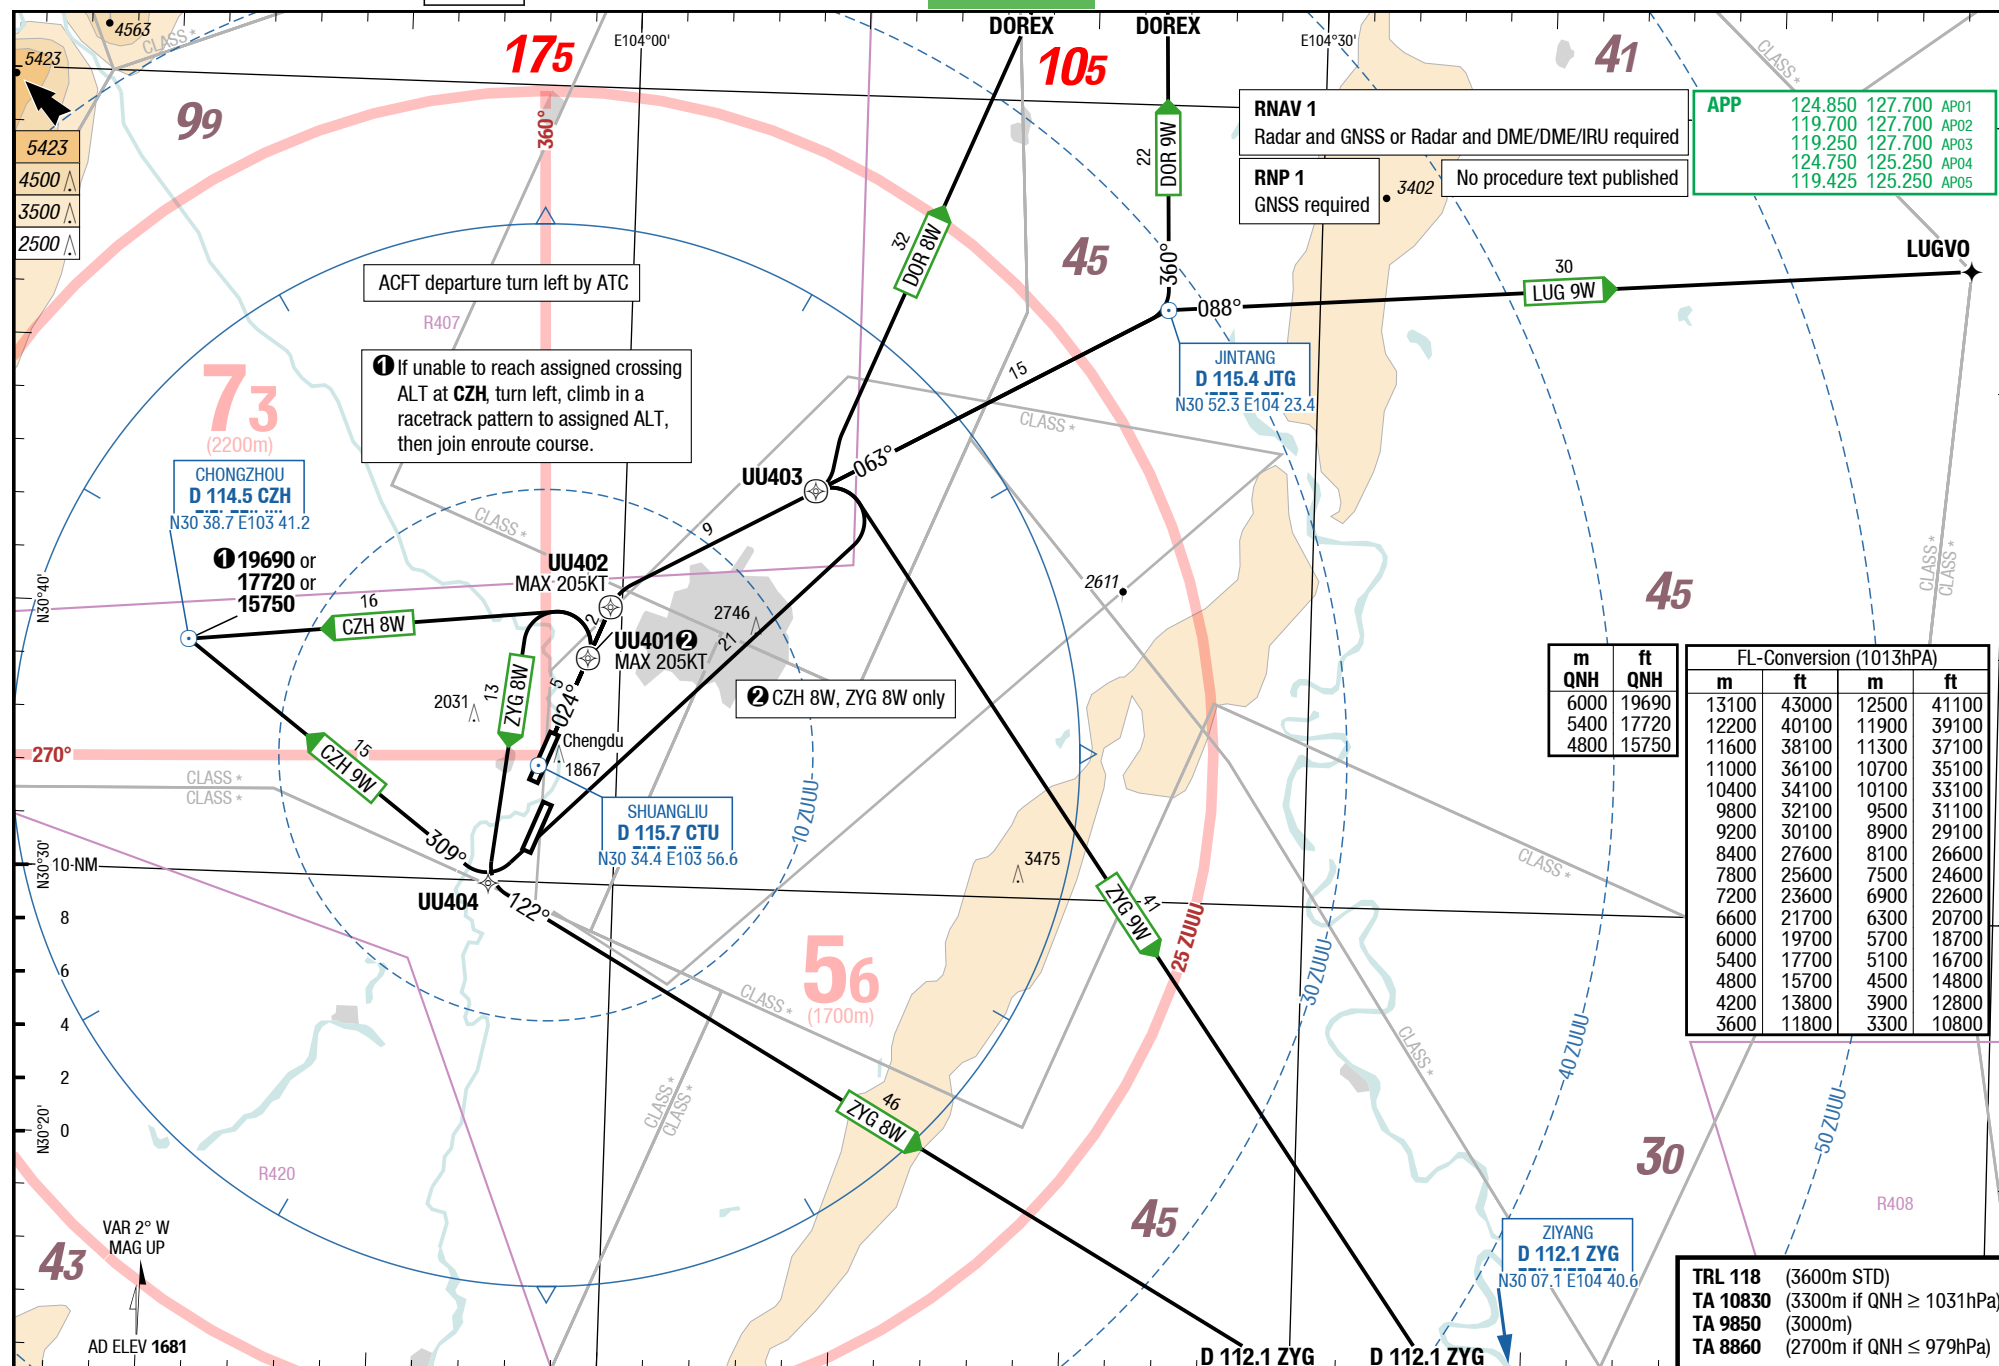 DOREX
DOREX
4563
CLASS *
5423
17₅
E104°00'
10₅
E104°30'
4₁
CLASS *
9₉
360°
RNAV 1
Radar and GNSS or Radar and DME/DME/IRU required
RNP 1
GNSS required
3402
No procedure text published
APP 124.850 127.700 AP01
119.700 127.700 AP02
119.250 127.700 AP03
124.750 125.250 AP04
119.425 125.250 AP05
5423
4500
3500
2500
22
DOR 9W
32
DOR 8W
4₅
360°
LUGVO
30
LUG 9W
088°
ACFT departure turn left by ATC
R407
❶ If unable to reach assigned crossing
ALT at CZH, turn left, climb in a
racetrack pattern to assigned ALT,
then join enroute course.
7₃
(2200m)
JINTANG
D 115.4 JTG
N30 52.3 E104 23.4
15
CLASS *
CHONGZHOU
D 114.5 CZH
N30 38.7 E103 41.2
UU403
063°
CLASS *
9
❶ 19690 or
17720 or
15750
UU402
MAX 205KT
2
UU401❷
MAX 205KT
16
CZH 8W
N30°40'
2746
21
2611
CLASS *
CLASS *
4₅
13
ZYG 8W
5
024°
2031
❷ CZH 8W, ZYG 8W only
Chengdu
1867
270°
CLASS *
CLASS *
15
CZH 9W
SHUANGLIU
D 115.7 CTU
N30 34.4 E103 56.6
10 ZUUU
m ft
QNH QNH
6000 19690
5400 17720
4800 15750
FL-Conversion (1013hPA)
m ft m ft
13100 43000 12500 41100
12200 40100 11900 39100
11600 38100 11300 37100
11000 36100 10700 35100
10400 34100 10100 33100
9800 32100 9500 31100
9200 30100 8900 29100
8400 27600 8100 26600
7800 25600 7500 24600
7200 23600 6900 22600
6600 21700 6300 20700
6000 19700 5700 18700
5400 17700 5100 16700
4800 15700 4500 14800
4200 13800 3900 12800
3600 11800 3300 10800
309°
N30°30'
10-NM
8
6
4
2
0
N30°20'
UU404
122°
3475
CLASS *
41
ZYG 9W
25 ZUUU
30 ZUUU
40 ZUUU
50 ZUUU
5₆
(1700m)
CLASS *
CLASS *
CLASS *
CLASS *
46
ZYG 8W
R420
4₅
30
R408
VAR 2° W
MAG UP
4₃
AD ELEV 1681
ZIYANG
D 112.1 ZYG
N30 07.1 E104 40.6
D 112.1 ZYG
D 112.1 ZYG
TRL 118 (3600m STD)
TA 10830 (3300m if QNH ≥ 1031hPa)
TA 9850 (3000m)
TA 8860 (2700m if QNH ≤ 979hPa)